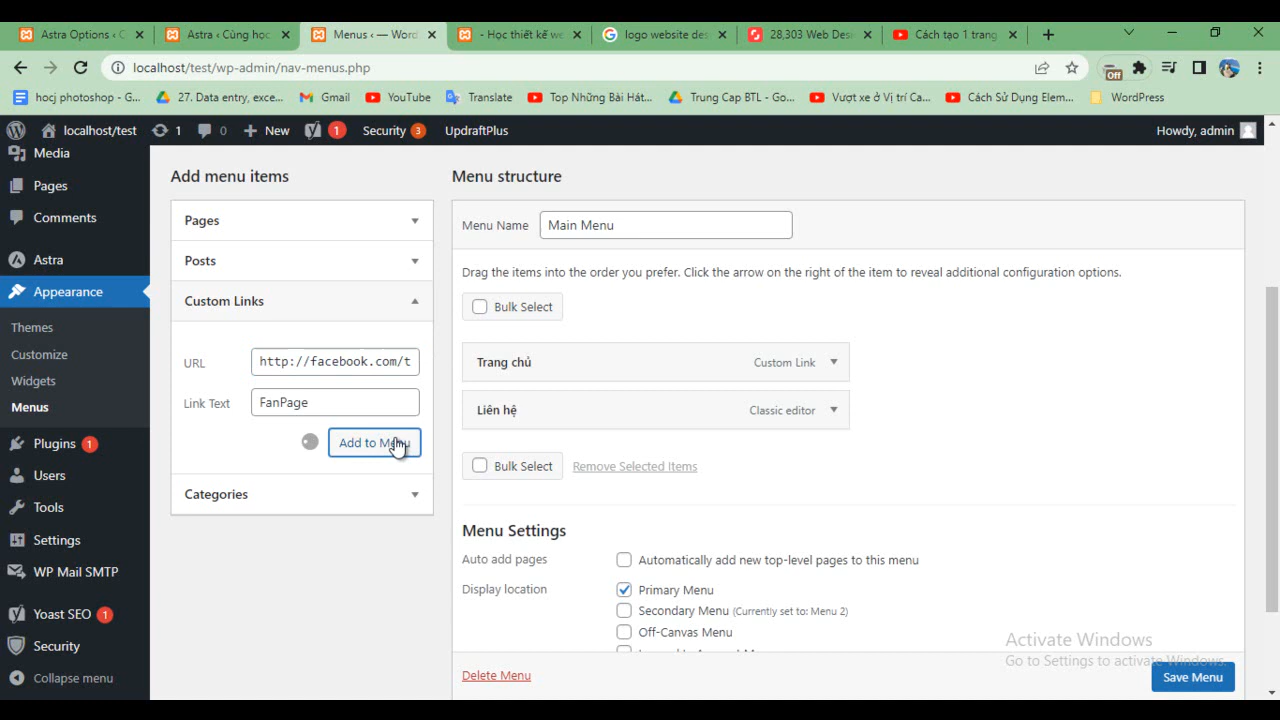 Astra Options ‹ C
Astra ‹ Cùng học
Menus ‹ — Word
- Học thiết kế we
logo website des
28,303 Web Desi
Cách tạo 1 trang
localhost/test/wp-admin/nav-menus.php
Off
hocj photoshop - G...
27. Data entry, exce...
Gmail
YouTube
Translate
Top Những Bài Hát...
Trung Cap BTL - Go...
Vượt xe ở Vị trí Ca...
Cách Sử Dụng Elem...
WordPress
localhost/test
1
0
New
1
Security 3
UpdraftPlus
Howdy, admin
Media
Pages
Comments
Astra
Appearance
Themes
Customize
Widgets
Menus
Plugins 1
Users
Tools
Settings
WP Mail SMTP
Yoast SEO 1
Security
Collapse menu
Add menu items
Pages
Posts
Custom Links
URL
http://facebook.com/t
Link Text
FanPage
Add to Menu
Categories
Menu structure
Menu Name
Main Menu
Drag the items into the order you prefer. Click the arrow on the right of the item to reveal additional configuration options.
Bulk Select
Trang chủ
Custom Link
Liên hệ
Classic editor
Bulk Select
Remove Selected Items
Menu Settings
Auto add pages
Automatically add new top-level pages to this menu
Display location
Primary Menu
Secondary Menu (Currently set to: Menu 2)
Off-Canvas Menu
Activate Windows
Go to Settings to activate Windows.
Delete Menu
Save Menu